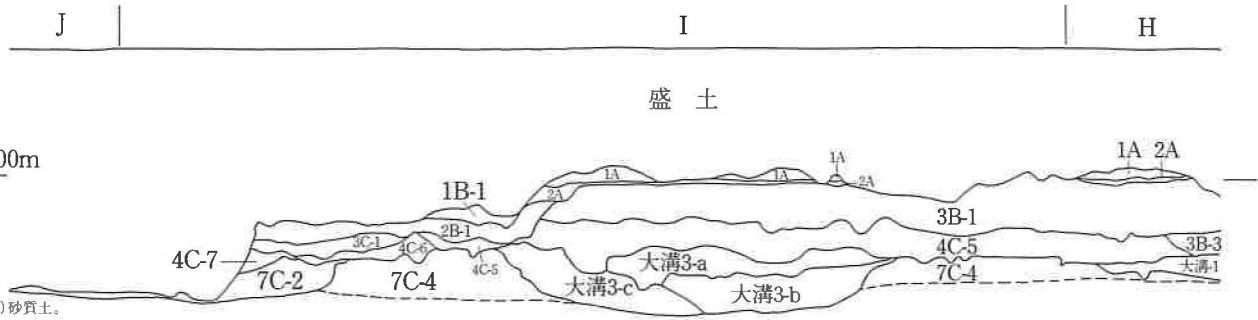 J I H
盛 土
00m
1A 1A 1A 2A 1A 2A
2A
1B-1
3B-1
2B-1
3C-1 4C-6 4C-5 4C-5 3B-3
4C-7 大溝3-a 大溝-1
7C-2 7C-4 大溝3-c 大溝3-b 7C-4
)砂質土。